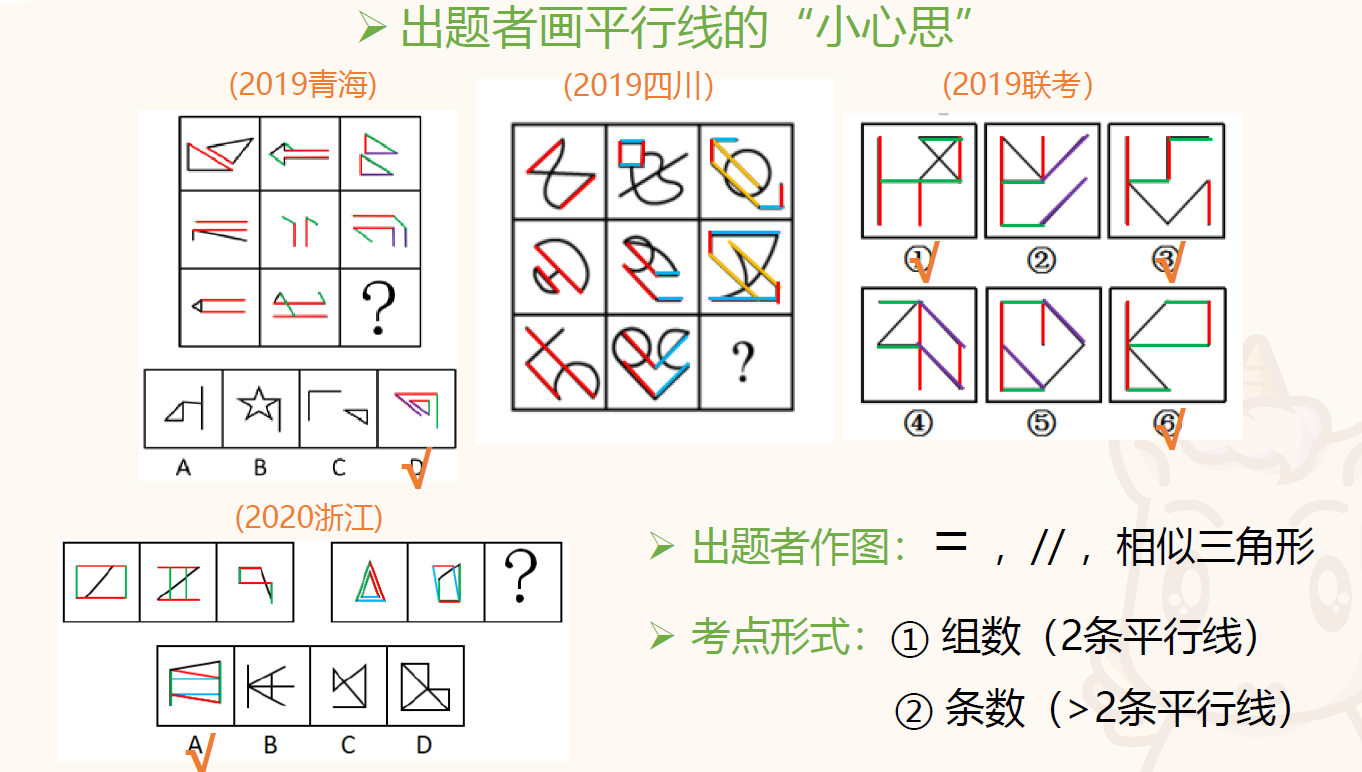 ➢ 出题者画平行线的“小心思”
(2019青海)
(2019四川)
(2019联考)
?
A B C D
√
?
① ② ③
√ √
④ ⑤ ⑥
√
(2020浙江)
?
A B C D
√
➢ 出题者作图： = ，// ，相似三角形
➢ 考点形式： ① 组数（2条平行线）
② 条数（>2条平行线）